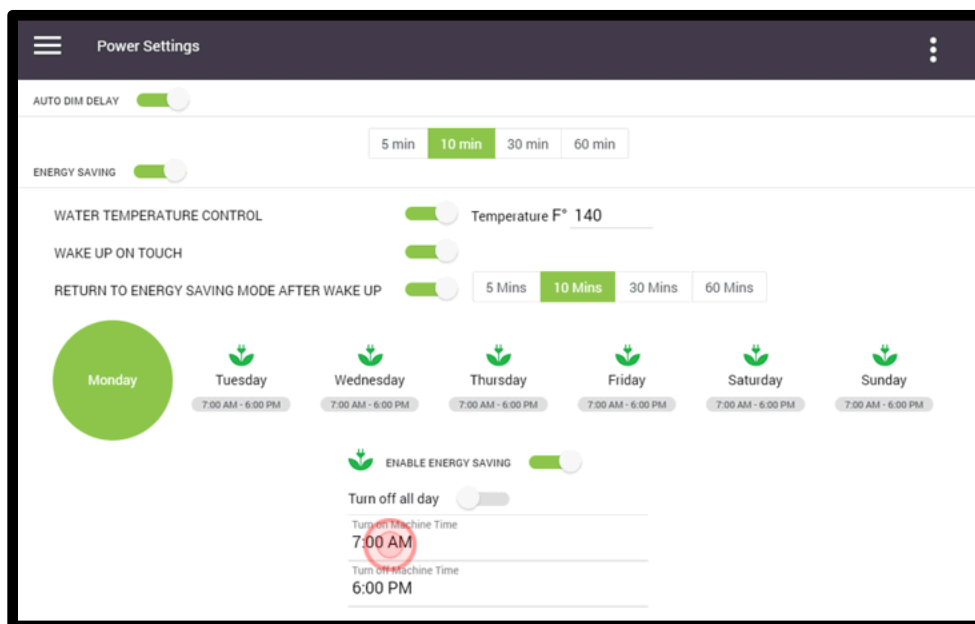 Power Settings
AUTO DIM DELAY
5 min 10 min 30 min 60 min
ENERGY SAVING
WATER TEMPERATURE CONTROL Temperature F° 140
WAKE UP ON TOUCH
RETURN TO ENERGY SAVING MODE AFTER WAKE UP 5 Mins 10 Mins 30 Mins 60 Mins
Monday Tuesday Wednesday Thursday Friday Saturday Sunday
7:00 AM - 6:00 PM 7:00 AM - 6:00 PM 7:00 AM - 6:00 PM 7:00 AM - 6:00 PM 7:00 AM - 6:00 PM 7:00 AM - 6:00 PM
ENABLE ENERGY SAVING
Turn off all day
Turn on Machine Time
7:00 AM
Turn off Machine Time
6:00 PM